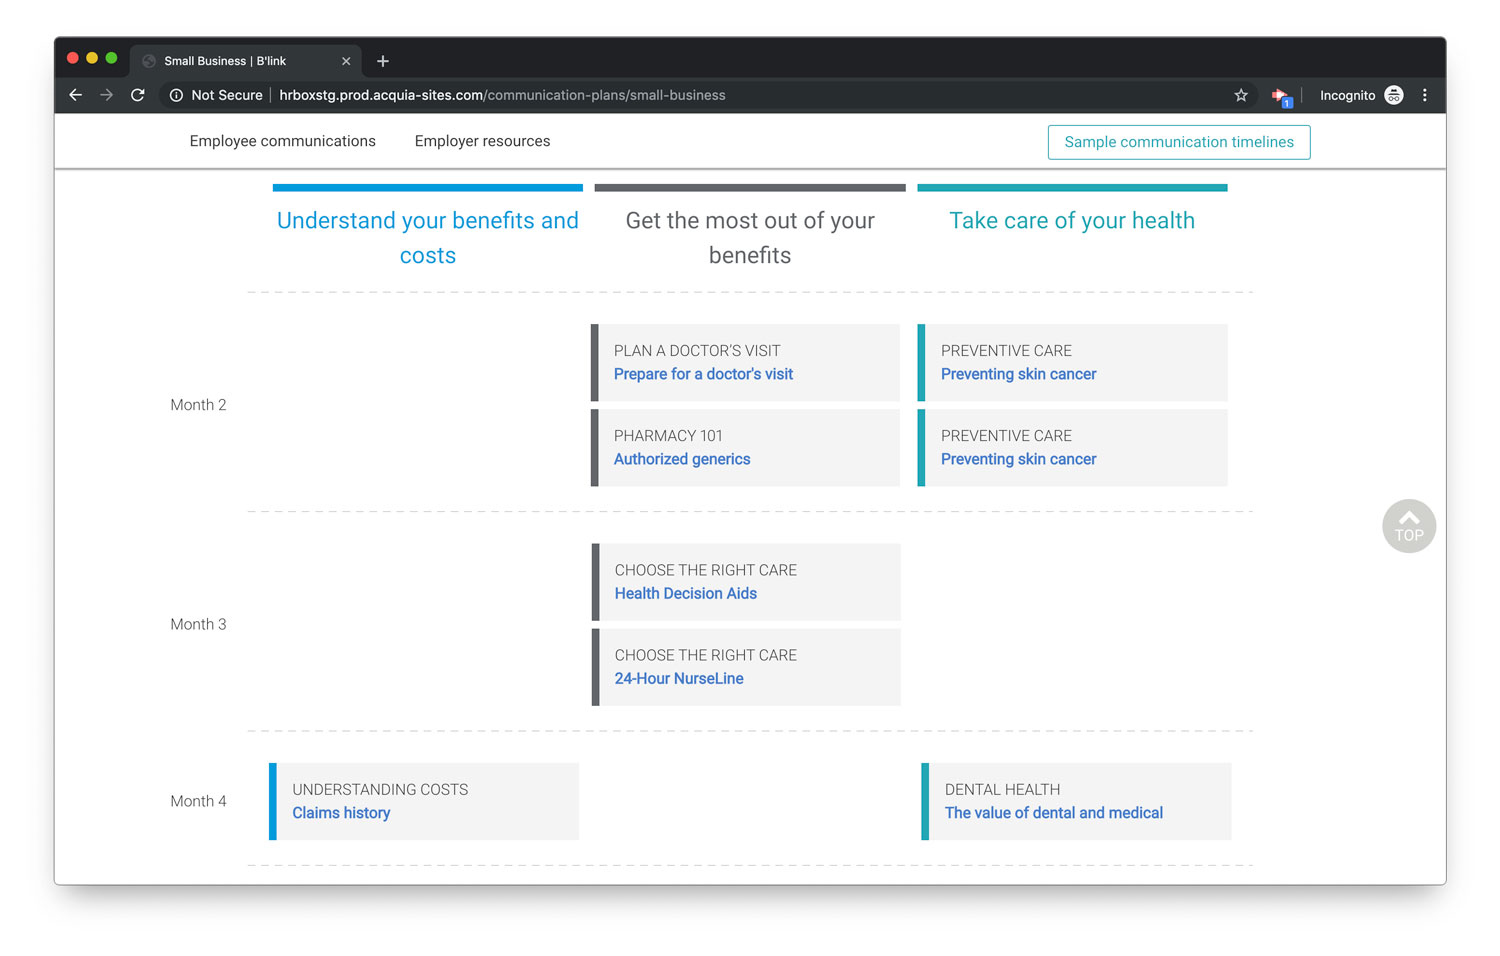 Small Business | B'link
Not Secure | hrboxstg.prod.acquia-sites.com/communication-plans/small-business
1
Incognito
Employee communications
Employer resources
Sample communication timelines
Understand your benefits and
costs
Get the most out of your
benefits
Take care of your health
Month 2
PLAN A DOCTOR'S VISIT
Prepare for a doctor's visit
PHARMACY 101
Authorized generics
PREVENTIVE CARE
Preventing skin cancer
PREVENTIVE CARE
Preventing skin cancer
TOP
Month 3
CHOOSE THE RIGHT CARE
Health Decision Aids
CHOOSE THE RIGHT CARE
24-Hour NurseLine
Month 4
UNDERSTANDING COSTS
Claims history
DENTAL HEALTH
The value of dental and medical